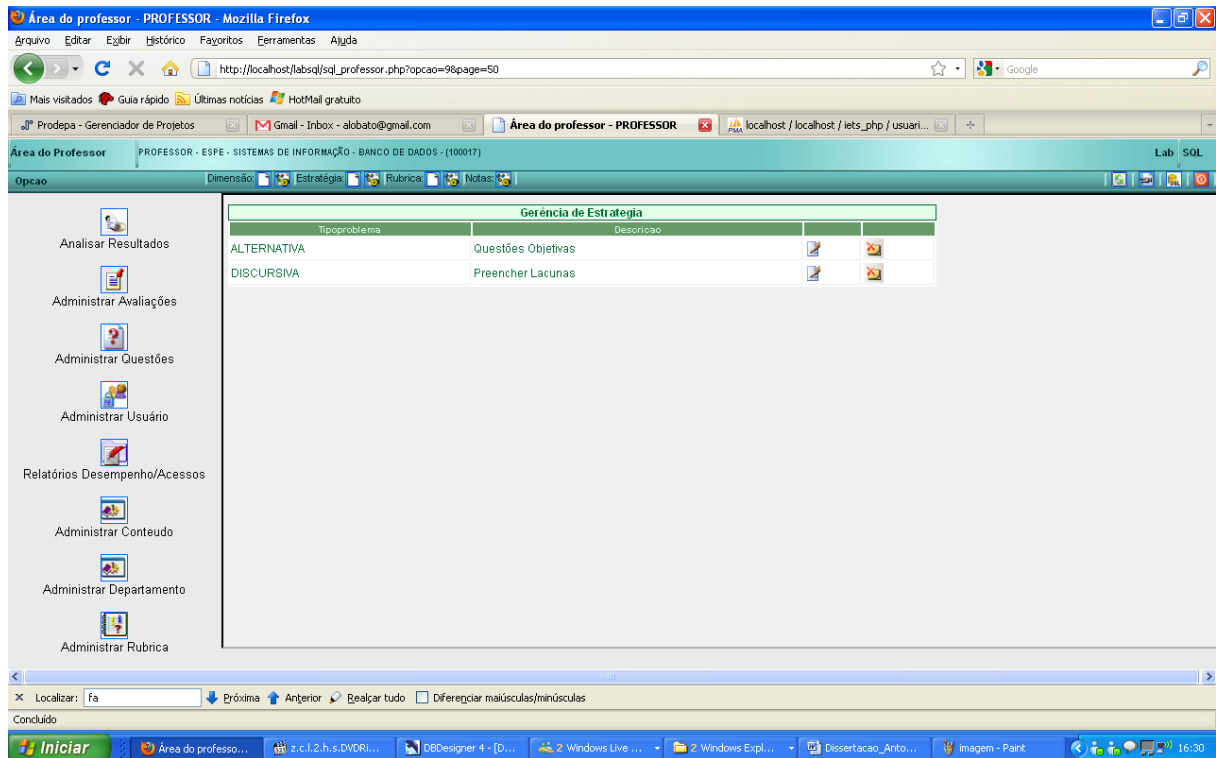 Área do professor - PROFESSOR - Mozilla Firefox
Arquivo Editar Exibir Histórico Favoritos Ferramentas Ajuda
http://localhost/labsql/sql_professor.php?opcao=9&page=50 Google
Mais visitados Guia rápido Últimas notícias HotMail gratuito
Prodepa - Gerenciador de Projetos Gmail - Inbox - alobato@gmail.com Área do professor - PROFESSOR localhost / localhost / iets_php / usuari...
Área do Professor PROFESSOR - ESPE - SISTEMAS DE INFORMAÇÃO - BANCO DE DADOS - (100017) Lab SQL
Opcao Dimensão: Estratégia: Rubrica: Notas:
Gerência de Estrategia
Tipoproblema Descricao
ALTERNATIVA Questões Objetivas
DISCURSIVA Preencher Lacunas
Analisar Resultados
Administrar Avaliações
Administrar Questões
Administrar Usuário
Relatórios Desempenho/Acessos
Administrar Conteudo
Administrar Departamento
Administrar Rubrica
Localizar: fa Próxima Anterior Realçar tudo Diferenciar maiúsculas/minúsculas
Concluído
Iniciar Área do professo... z.c.l.2.h.s.DVDRi... DBDesigner 4 - [D... 2 Windows Live ... 2 Windows Expl... Dissertacao_Anto... imagem - Paint 16:30